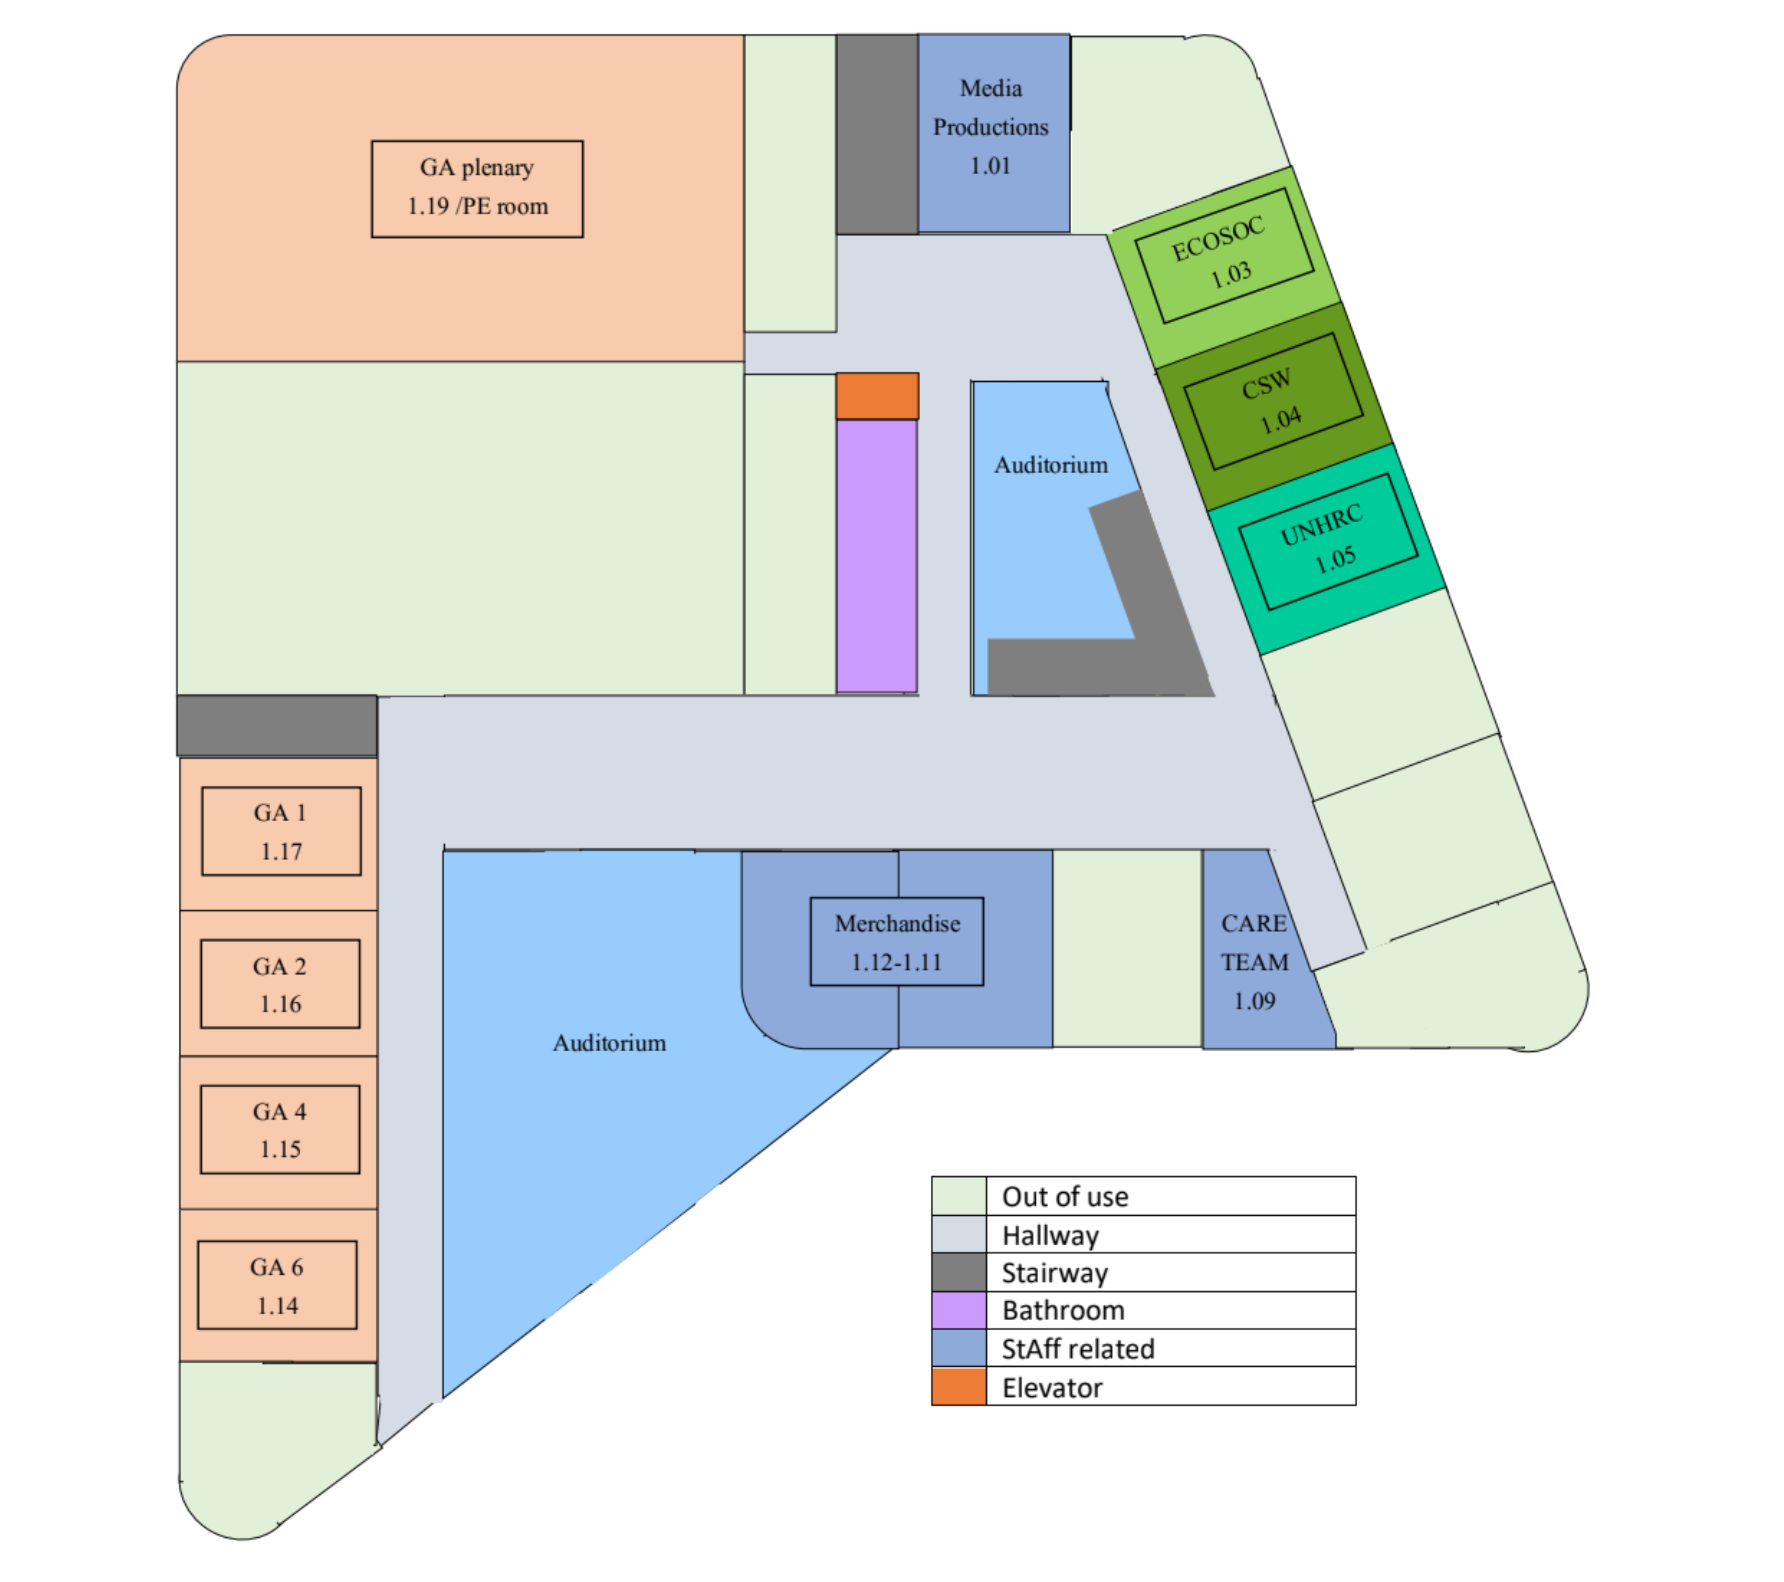 Media
Productions
1.01
GA plenary
1.19 /PE room
ECOSOC
1.03
CSW
1.04
Auditorium
UNHRC
1.05
GA 1
1.17
Merchandise
1.12-1.11
CARE
TEAM
1.09
GA 2
1.16
Auditorium
GA 4
1.15
GA 6
1.14
Out of use
Hallway
Stairway
Bathroom
StAff related
Elevator